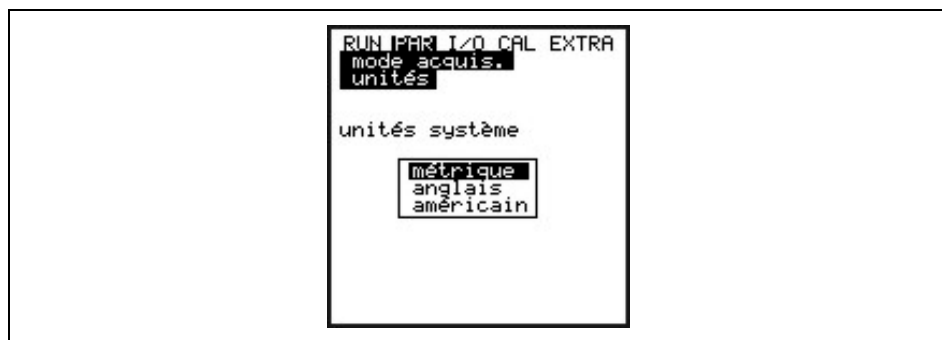 RUN PAR I/O CAL EXTRA
mode acquis.
unités
unités système
métrique
anglais
américain